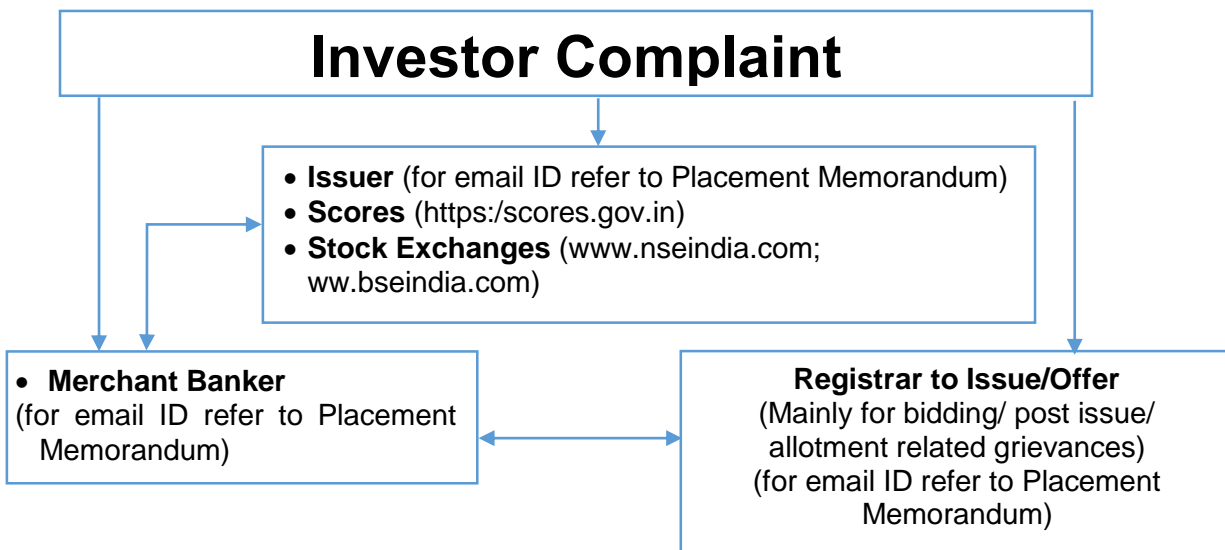 Investor Complaint
• Issuer (for email ID refer to Placement Memorandum)
• Scores (https:/scores.gov.in)
• Stock Exchanges (www.nseindia.com;
ww.bseindia.com)
• Merchant Banker
(for email ID refer to Placement
Memorandum)
Registrar to Issue/Offer
(Mainly for bidding/ post issue/
allotment related grievances)
(for email ID refer to Placement
Memorandum)